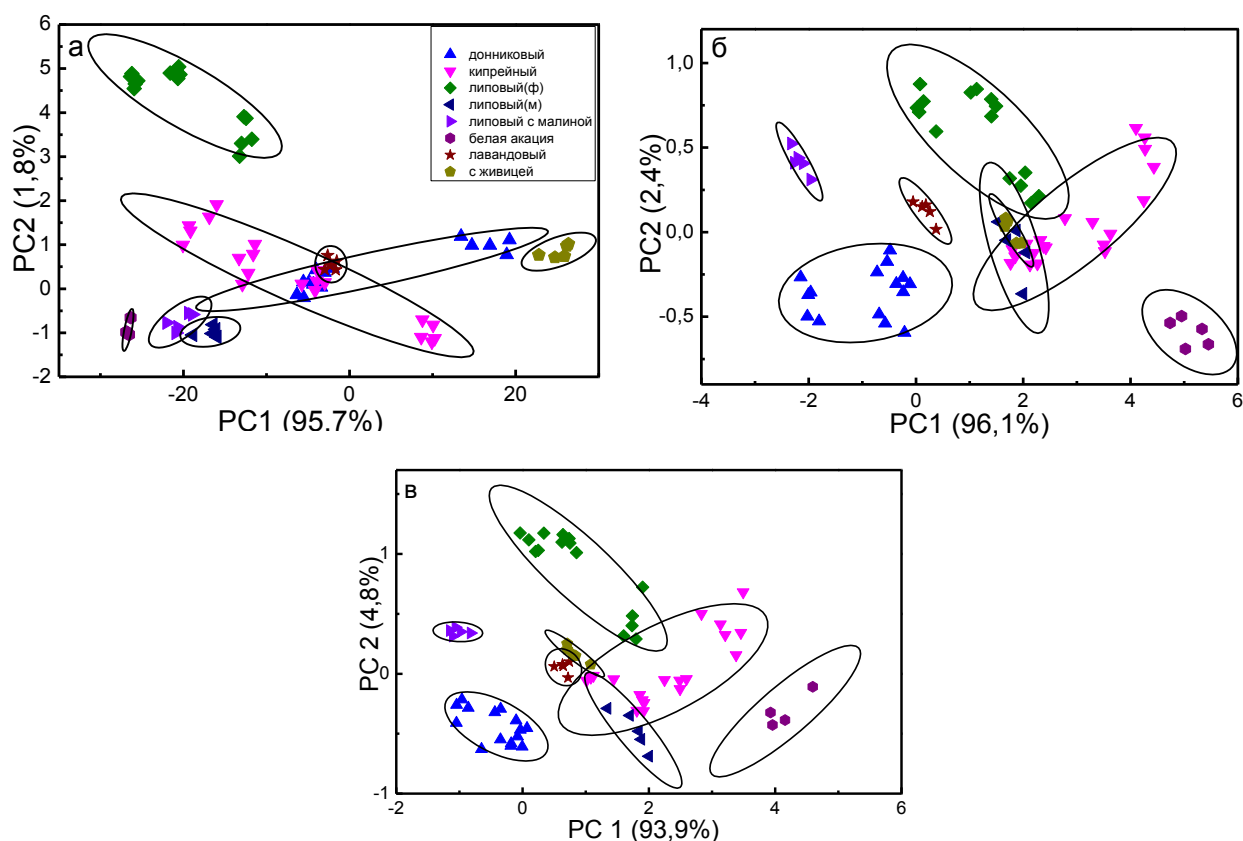 а
6
5
4
3
2
1
0
-1
-2
PC2 (1,8%)
донниковый
кипрейный
липовый(ф)
липовый(м)
липовый с малиной
белая акация
лавандовый
с живицей
-20
0
20
PC1 (95.7%)
б
1,0
0,5
0,0
-0,5
PC2 (2,4%)
-4
-2
0
2
4
6
PC1 (96,1%)
в
1
0
-1
PC 2 (4,8%)
-2
0
2
4
6
PC 1 (93,9%)